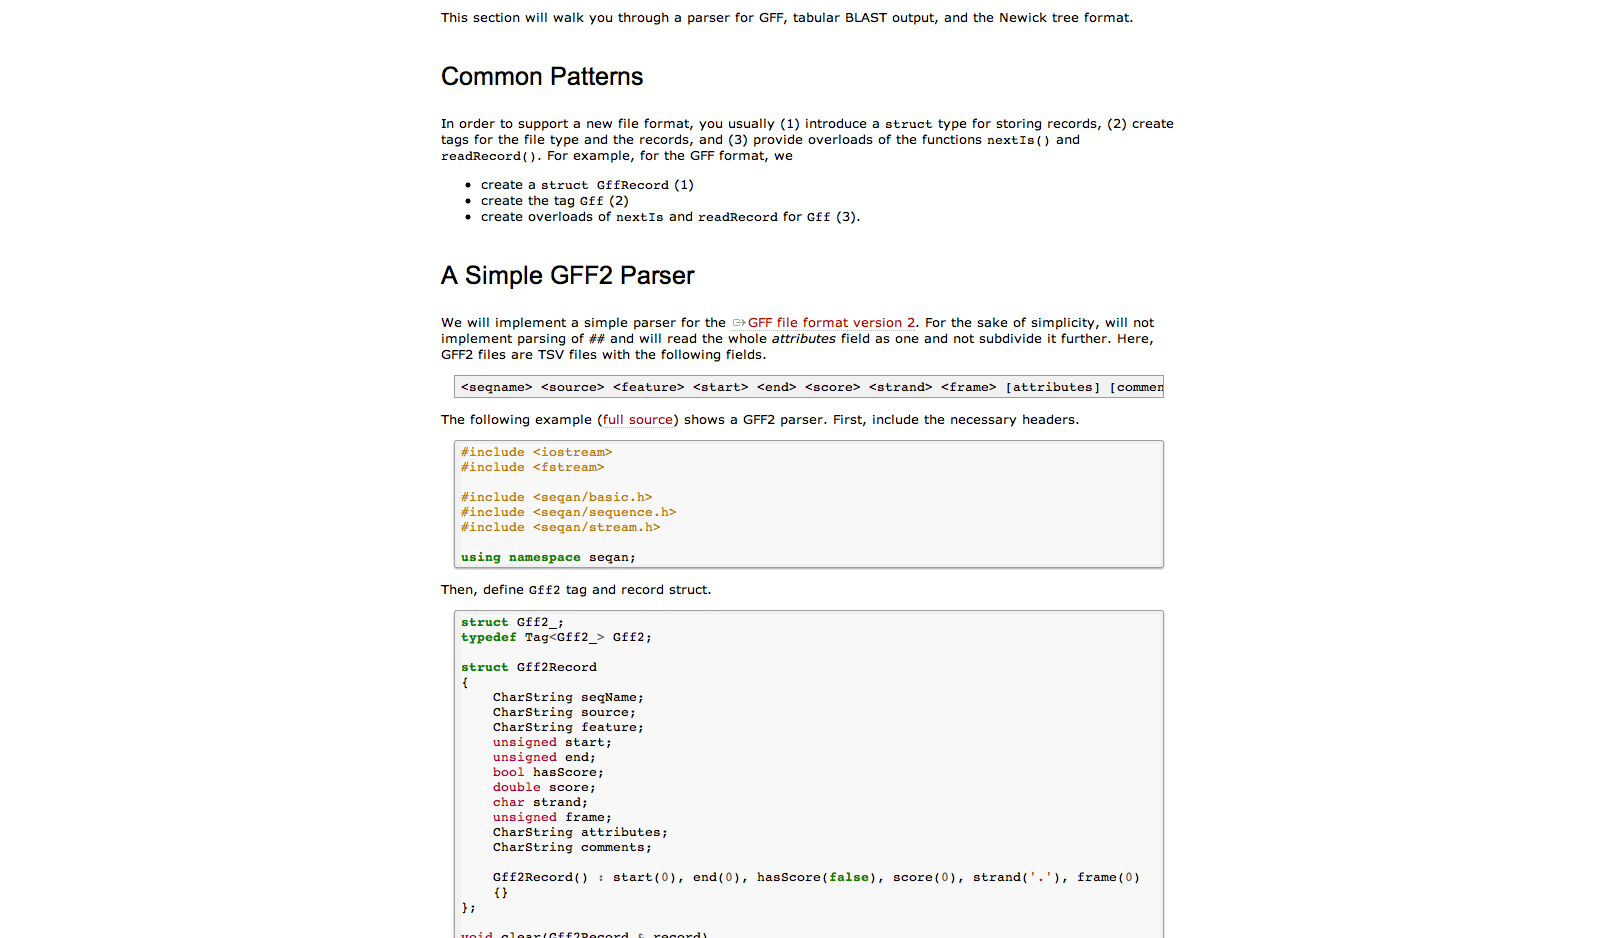 This section will walk you through a parser for GFF, tabular BLAST output, and the Newick tree format.
Common Patterns
In order to support a new file format, you usually (1) introduce a struct type for storing records, (2) create
tags for the file type and the records, and (3) provide overloads of the functions nextIs() and
readRecord(). For example, for the GFF format, we
• create a struct GffRecord (1)
• create the tag Gff (2)
• create overloads of nextIs and readRecord for Gff (3).
A Simple GFF2 Parser
We will implement a simple parser for the GFF file format version 2. For the sake of simplicity, will not
implement parsing of ## and will read the whole attributes field as one and not subdivide it further. Here,
GFF2 files are TSV files with the following fields.
<seqname> <source> <feature> <start> <end> <score> <strand> <frame> [attributes] [commen
The following example (full source) shows a GFF2 parser. First, include the necessary headers.
#include <iostream>
#include <fstream>
#include <seqan/basic.h>
#include <seqan/sequence.h>
#include <seqan/stream.h>
using namespace seqan;
Then, define Gff2 tag and record struct.
struct Gff2_;
typedef Tag<Gff2_> Gff2;
struct Gff2Record
{
    CharString seqName;
    CharString source;
    CharString feature;
    unsigned start;
    unsigned end;
    bool hasScore;
    double score;
    char strand;
    unsigned frame;
    CharString attributes;
    CharString comments;
    Gff2Record() : start(0), end(0), hasScore(false), score(0), strand('.'), frame(0)
    {}
};
void clear(Gff2Record & record)